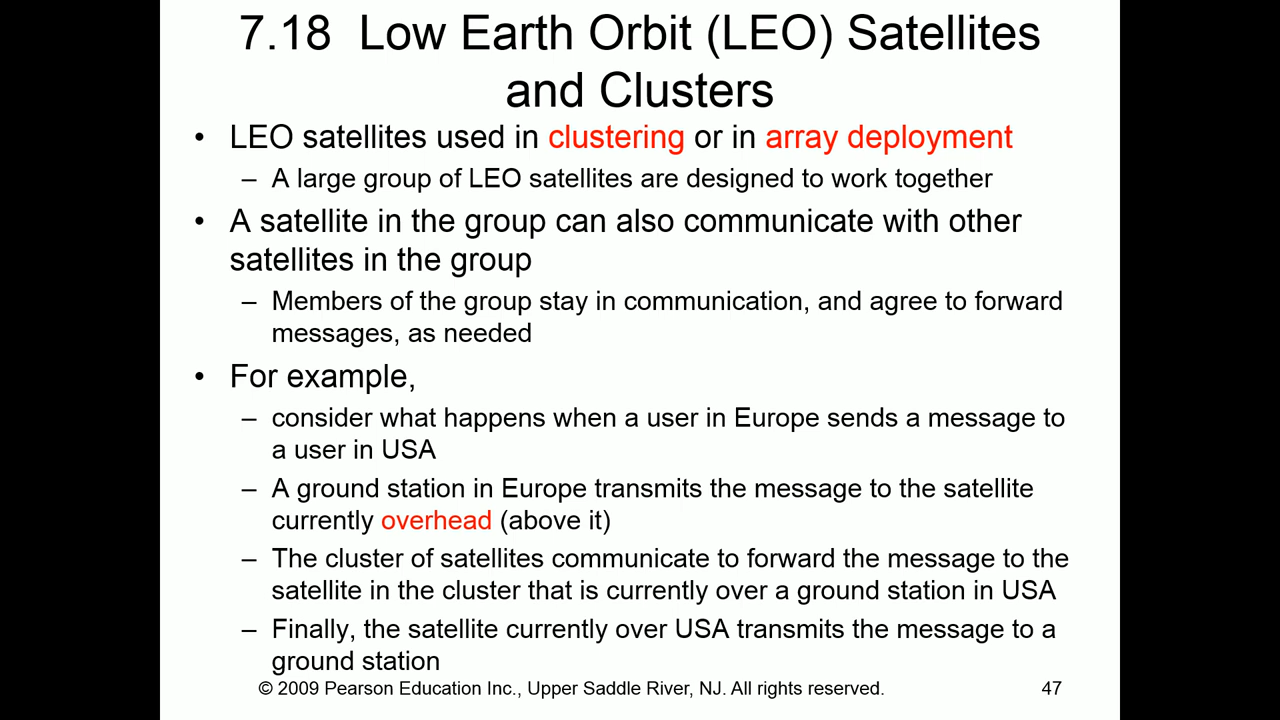 7.18 Low Earth Orbit (LEO) Satellites
and Clusters
• LEO satellites used in clustering or in array deployment
– A large group of LEO satellites are designed to work together
• A satellite in the group can also communicate with other
satellites in the group
– Members of the group stay in communication, and agree to forward
messages, as needed
• For example,
– consider what happens when a user in Europe sends a message to
a user in USA
– A ground station in Europe transmits the message to the satellite
currently overhead (above it)
– The cluster of satellites communicate to forward the message to the
satellite in the cluster that is currently over a ground station in USA
– Finally, the satellite currently over USA transmits the message to a
ground station
© 2009 Pearson Education Inc., Upper Saddle River, NJ. All rights reserved. 47